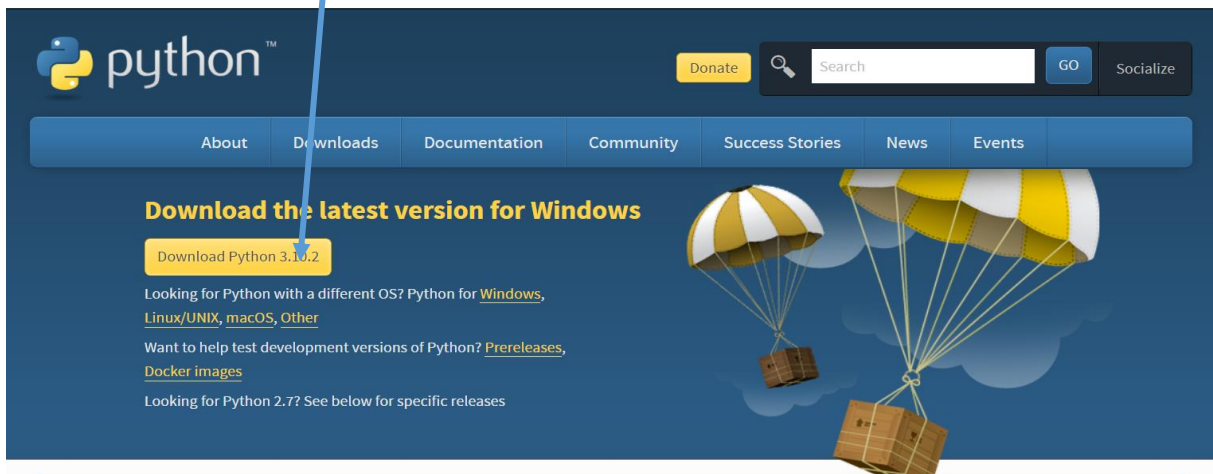 python™
Donate
Search
GO
Socialize
About
Downloads
Documentation
Community
Success Stories
News
Events
Download the latest version for Windows
Download Python 3.10.2
Looking for Python with a different OS? Python for Windows,
Linux/UNIX, macOS, Other
Want to help test development versions of Python? Prereleases,
Docker images
Looking for Python 2.7? See below for specific releases